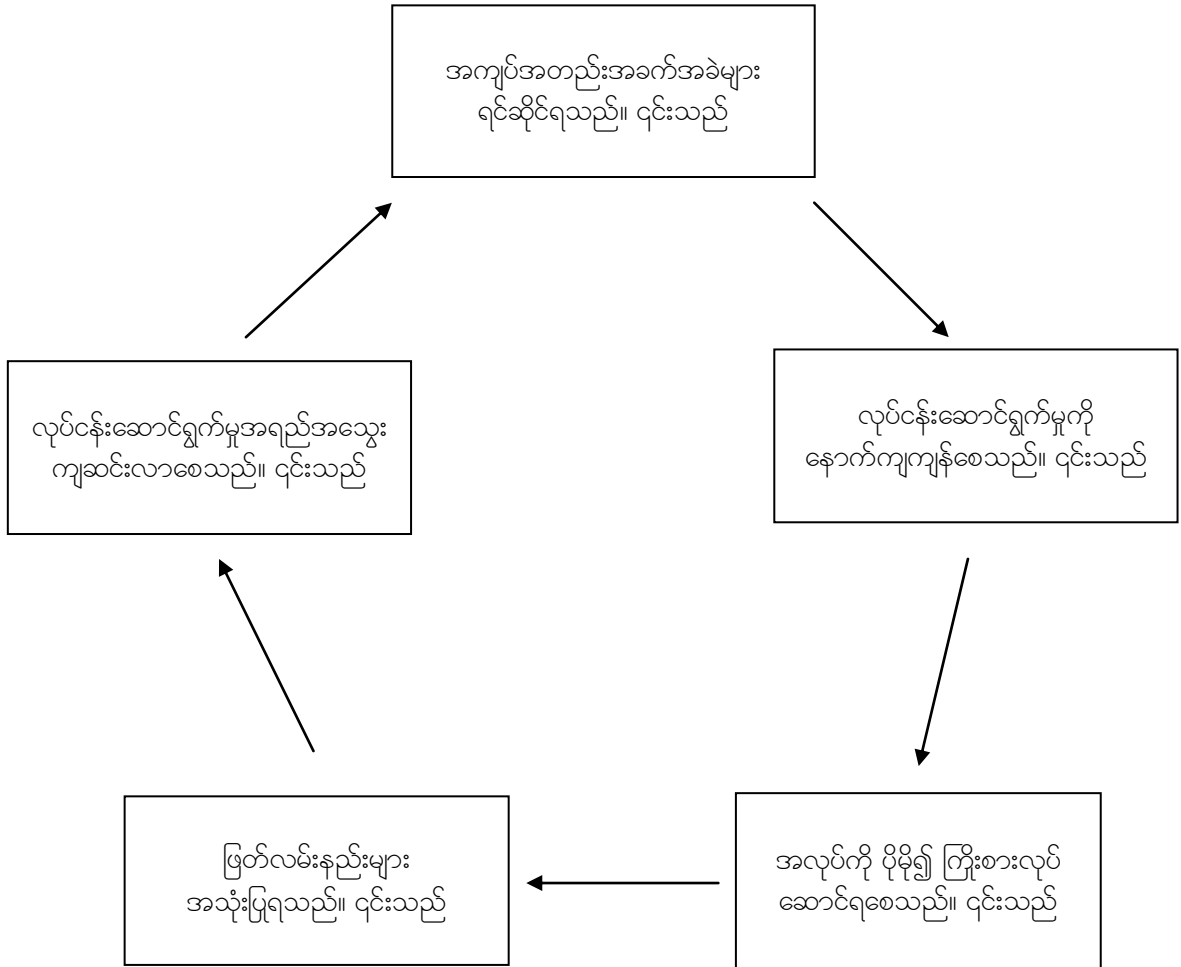 အကျပ်အတည်းအခက်အခဲများ
ရင်ဆိုင်ရသည်။ ၎င်းသည်
လုပ်ငန်းဆောင်ရွက်မှုကို
နောက်ကျကျန်စေသည်။ ၎င်းသည်
အလုပ်ကို ပိုမို၍ ကြိုးစားလုပ်
ဆောင်ရစေသည်။ ၎င်းသည်
ဖြတ်လမ်းနည်းများ
အသုံးပြုရသည်။ ၎င်းသည်
လုပ်ငန်းဆောင်ရွက်မှုအရည်အသွေး
ကျဆင်းလာစေသည်။ ၎င်းသည်